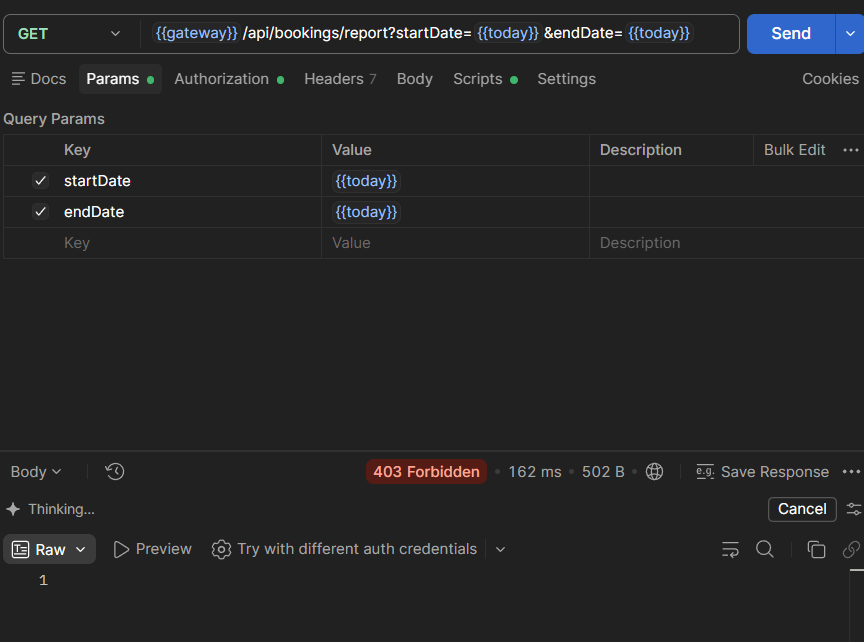 GET {{gateway}} /api/bookings/report?startDate= {{today}} &endDate= {{today}} Send
Docs Params Authorization Headers 7 Body Scripts Settings Cookies
Query Params
Key Value Description Bulk Edit
startDate {{today}}
endDate {{today}}
Key Value Description
Body 403 Forbidden • 162 ms • 502 B • e.g. Save Response
Thinking... Cancel
Raw Preview Try with different auth credentials
1